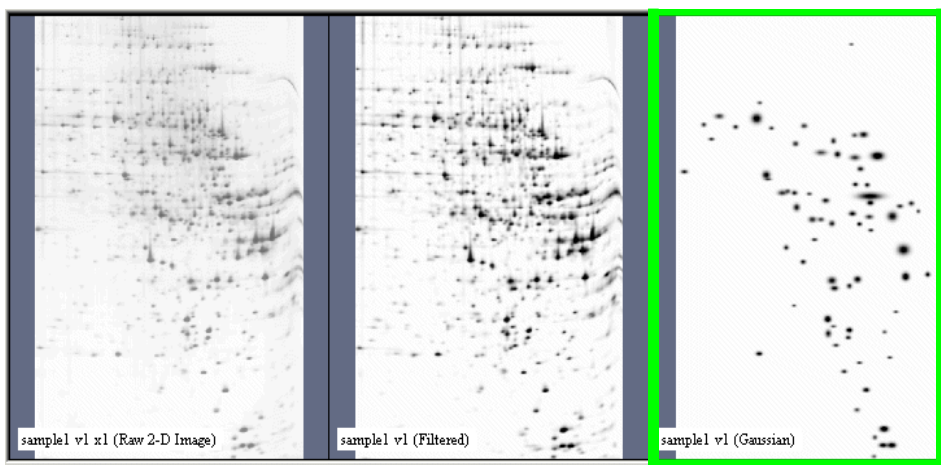 sample1 v1 x1 (Raw 2-D Image)
sample1 v1 (Filtered)
sample1 v1 (Gaussian)